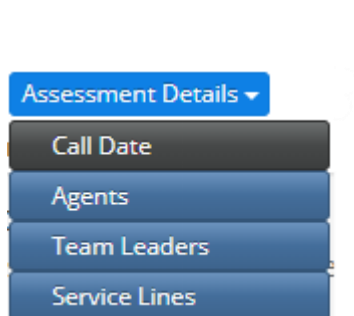 Assessment Details
Call Date
Agents
Team Leaders
Service Lines